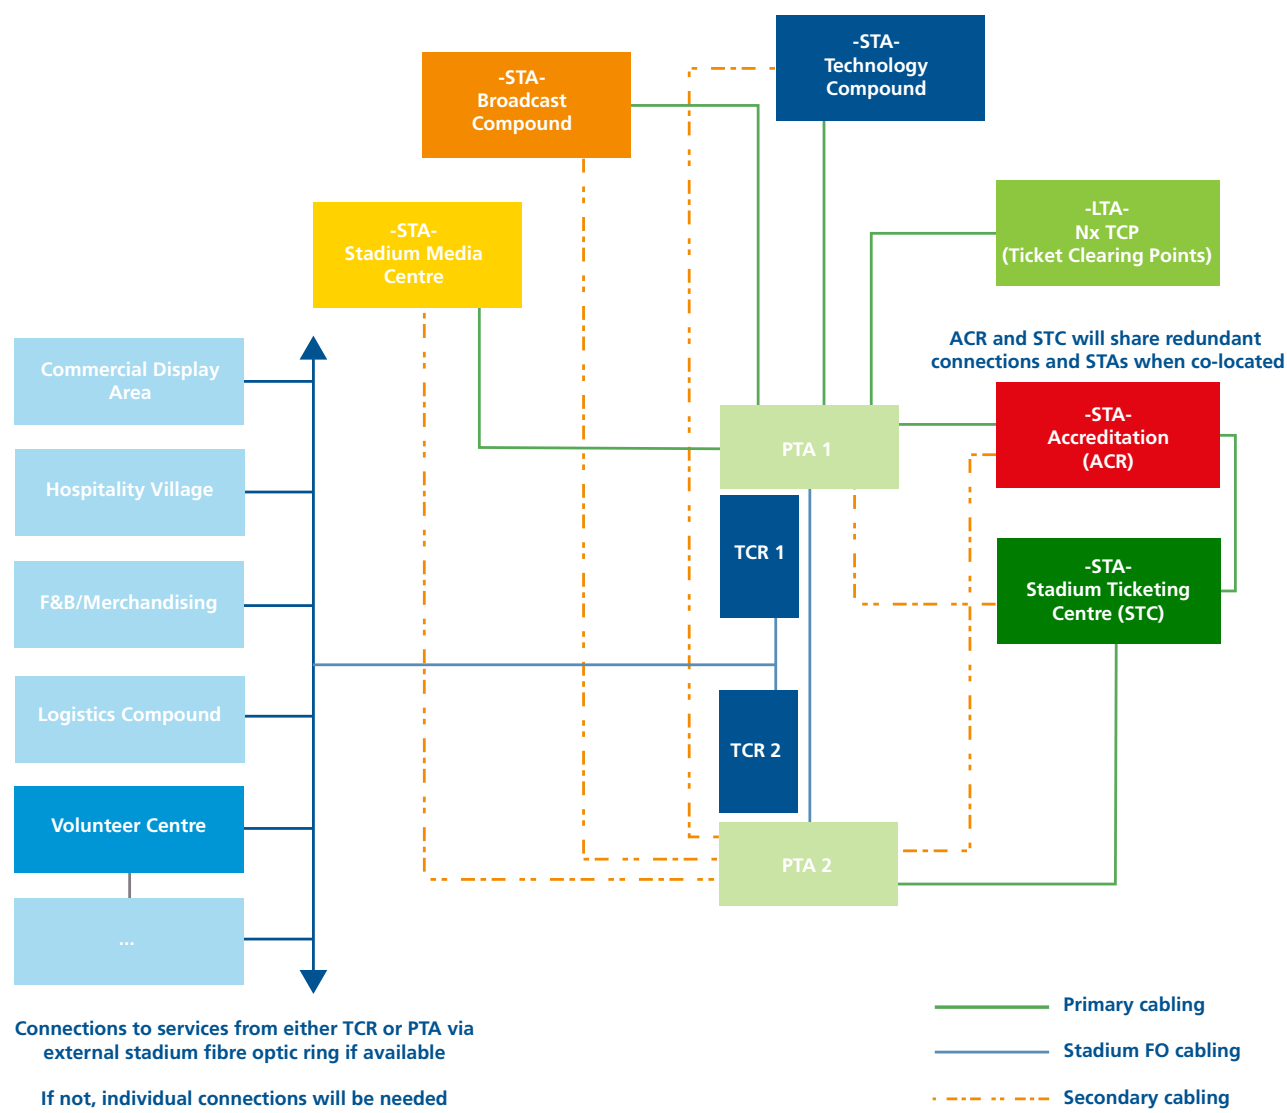 -STA-
Technology
Compound
-STA-
Broadcast
Compound
-LTA-
Nx TCP
(Ticket Clearing Points)
-STA-
Stadium Media
Centre
ACR and STC will share redundant
connections and STAs when co-located
Commercial Display
Area
-STA-
Accreditation
(ACR)
PTA 1
Hospitality Village
TCR 1
-STA-
Stadium Ticketing
Centre (STC)
F&B/Merchandising
Logistics Compound
TCR 2
Volunteer Centre
PTA 2
...
Connections to services from either TCR or PTA via
external stadium fibre optic ring if available
If not, individual connections will be needed
Primary cabling
Stadium FO cabling
Secondary cabling